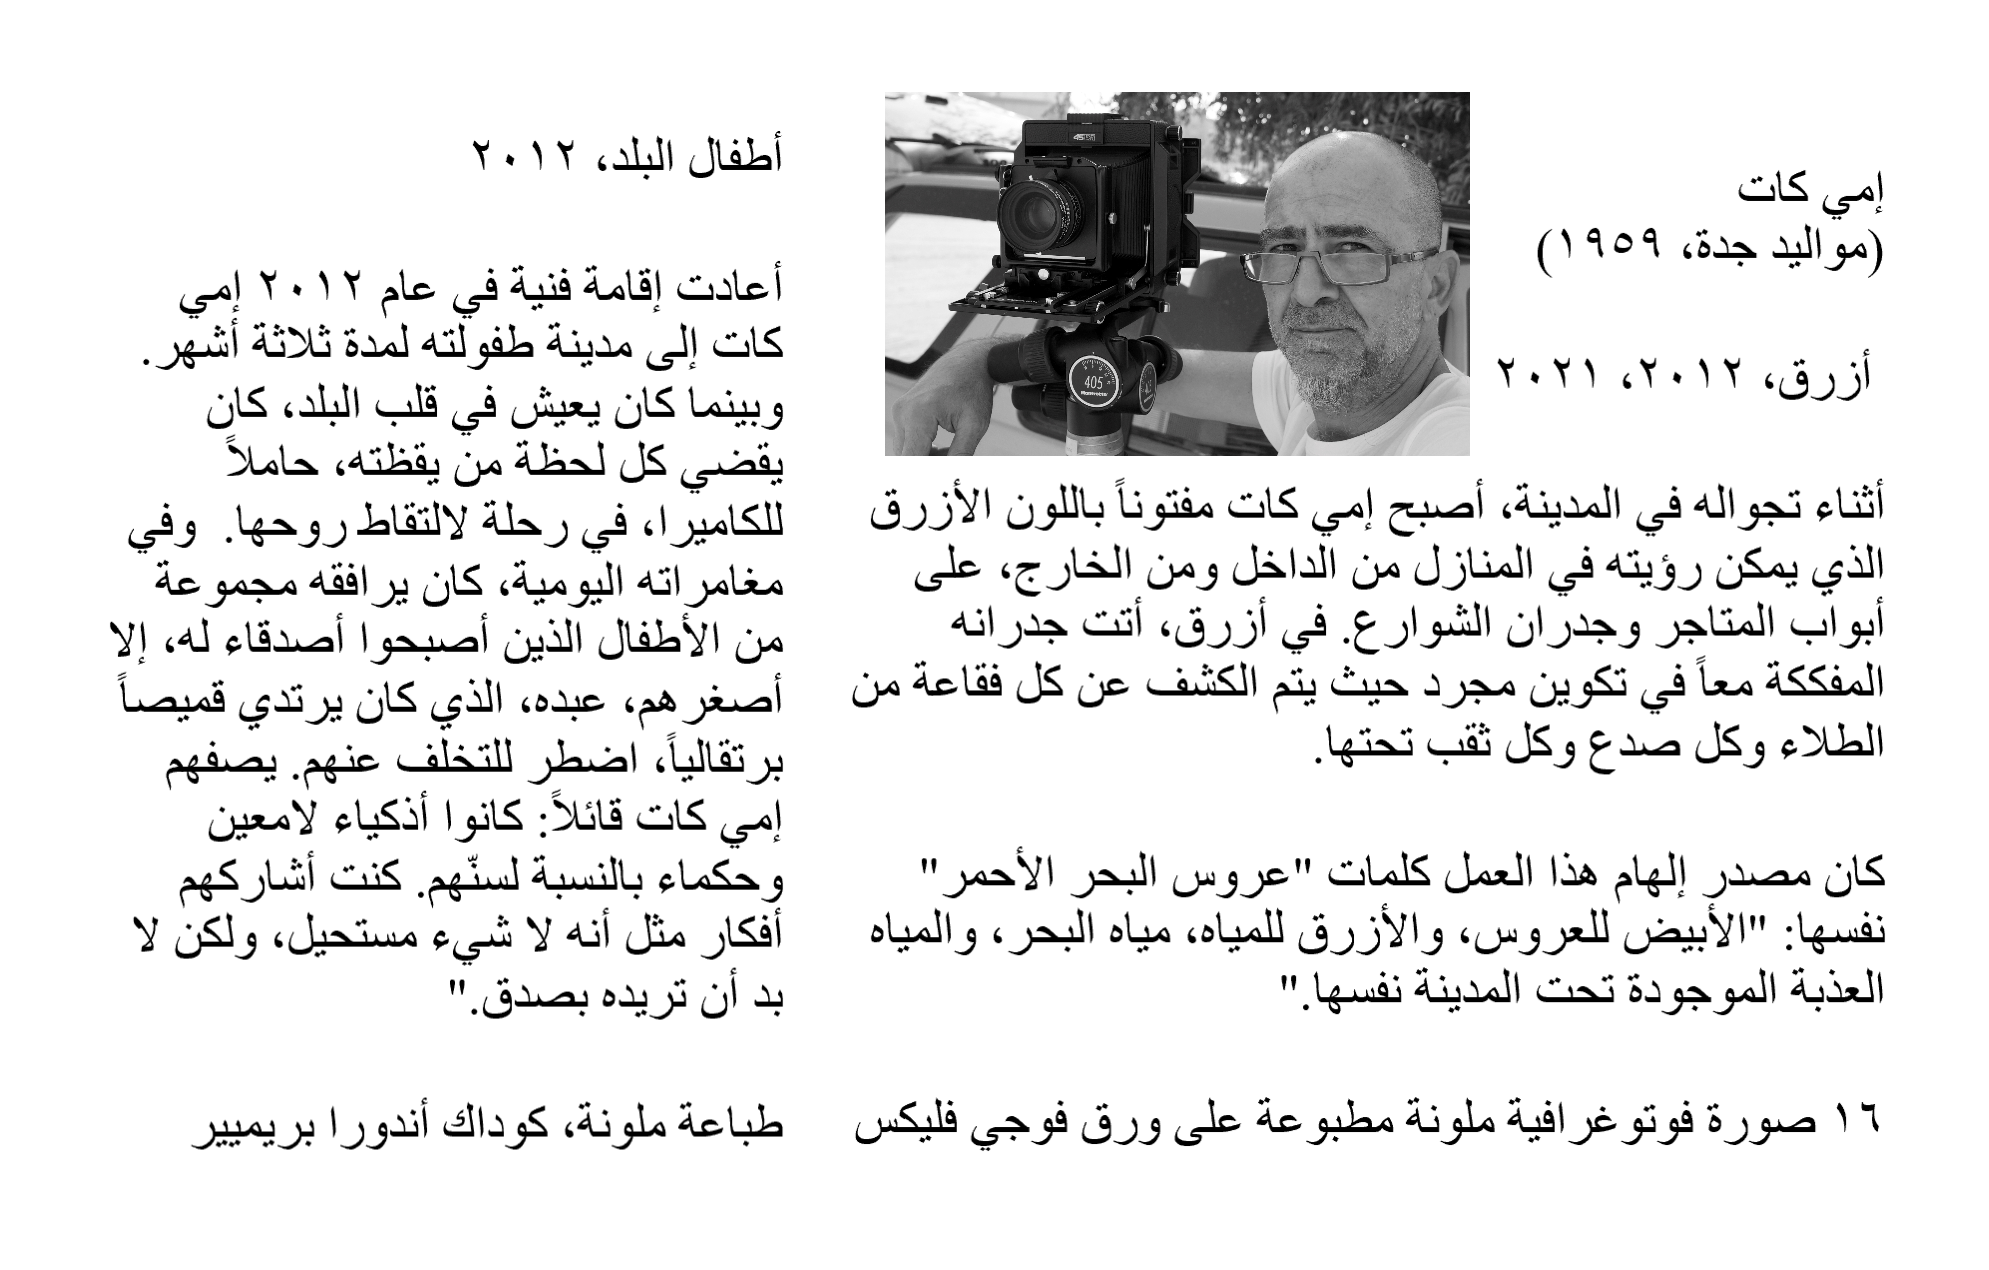 إمي كات
(مواليد جدة، ١٩٥٩)
أزرق، ٢٠١٢، ٢٠٢١
أثناء تجواله في المدينة، أصبح إمي كات مفتوناً باللون الأزرق
الذي يمكن رؤيته في المنازل من الداخل ومن الخارج، على
أبواب المتاجر وجدران الشوارع. في أزرق، أتت جدرانه
المفككة معاً في تكوين مجرد حيث يتم الكشف عن كل فقاعة من
الطلاء وكل صدع وكل ثقب تحتها.
كان مصدر إلهام هذا العمل كلمات "عروس البحر الأحمر"
نفسها: "الأبيض للعروس، والأزرق للمياه، مياه البحر، والمياه
العذبة الموجودة تحت المدينة نفسها."
١٦ صورة فوتوغرافية ملونة مطبوعة على ورق فوجي فليكس
أطفال البلد، ٢٠١٢
أعادت إقامة فنية في عام ٢٠١٢ إمي
كات إلى مدينة طفولته لمدة ثلاثة أشهر.
وبينما كان يعيش في قلب البلد، كان
يقضي كل لحظة من يقظته، حاملاً
للكاميرا، في رحلة لالتقاط روحها. وفي
مغامراته اليومية، كان يرافقه مجموعة
من الأطفال الذين أصبحوا أصدقاء له، إلا
أصغرهم، عبده، الذي كان يرتدي قميصاً
برتقالياً، اضطر للتخلف عنهم. يصفهم
إمي كات قائلاً: كانوا أذكياء لامعين
وحكماء بالنسبة لسنّهم. كنت أشاركهم
أفكار مثل أنه لا شيء مستحيل، ولكن لا
بد أن تريده بصدق."
طباعة ملونة، كوداك أندورا بريميير
45
405
Manfrotto